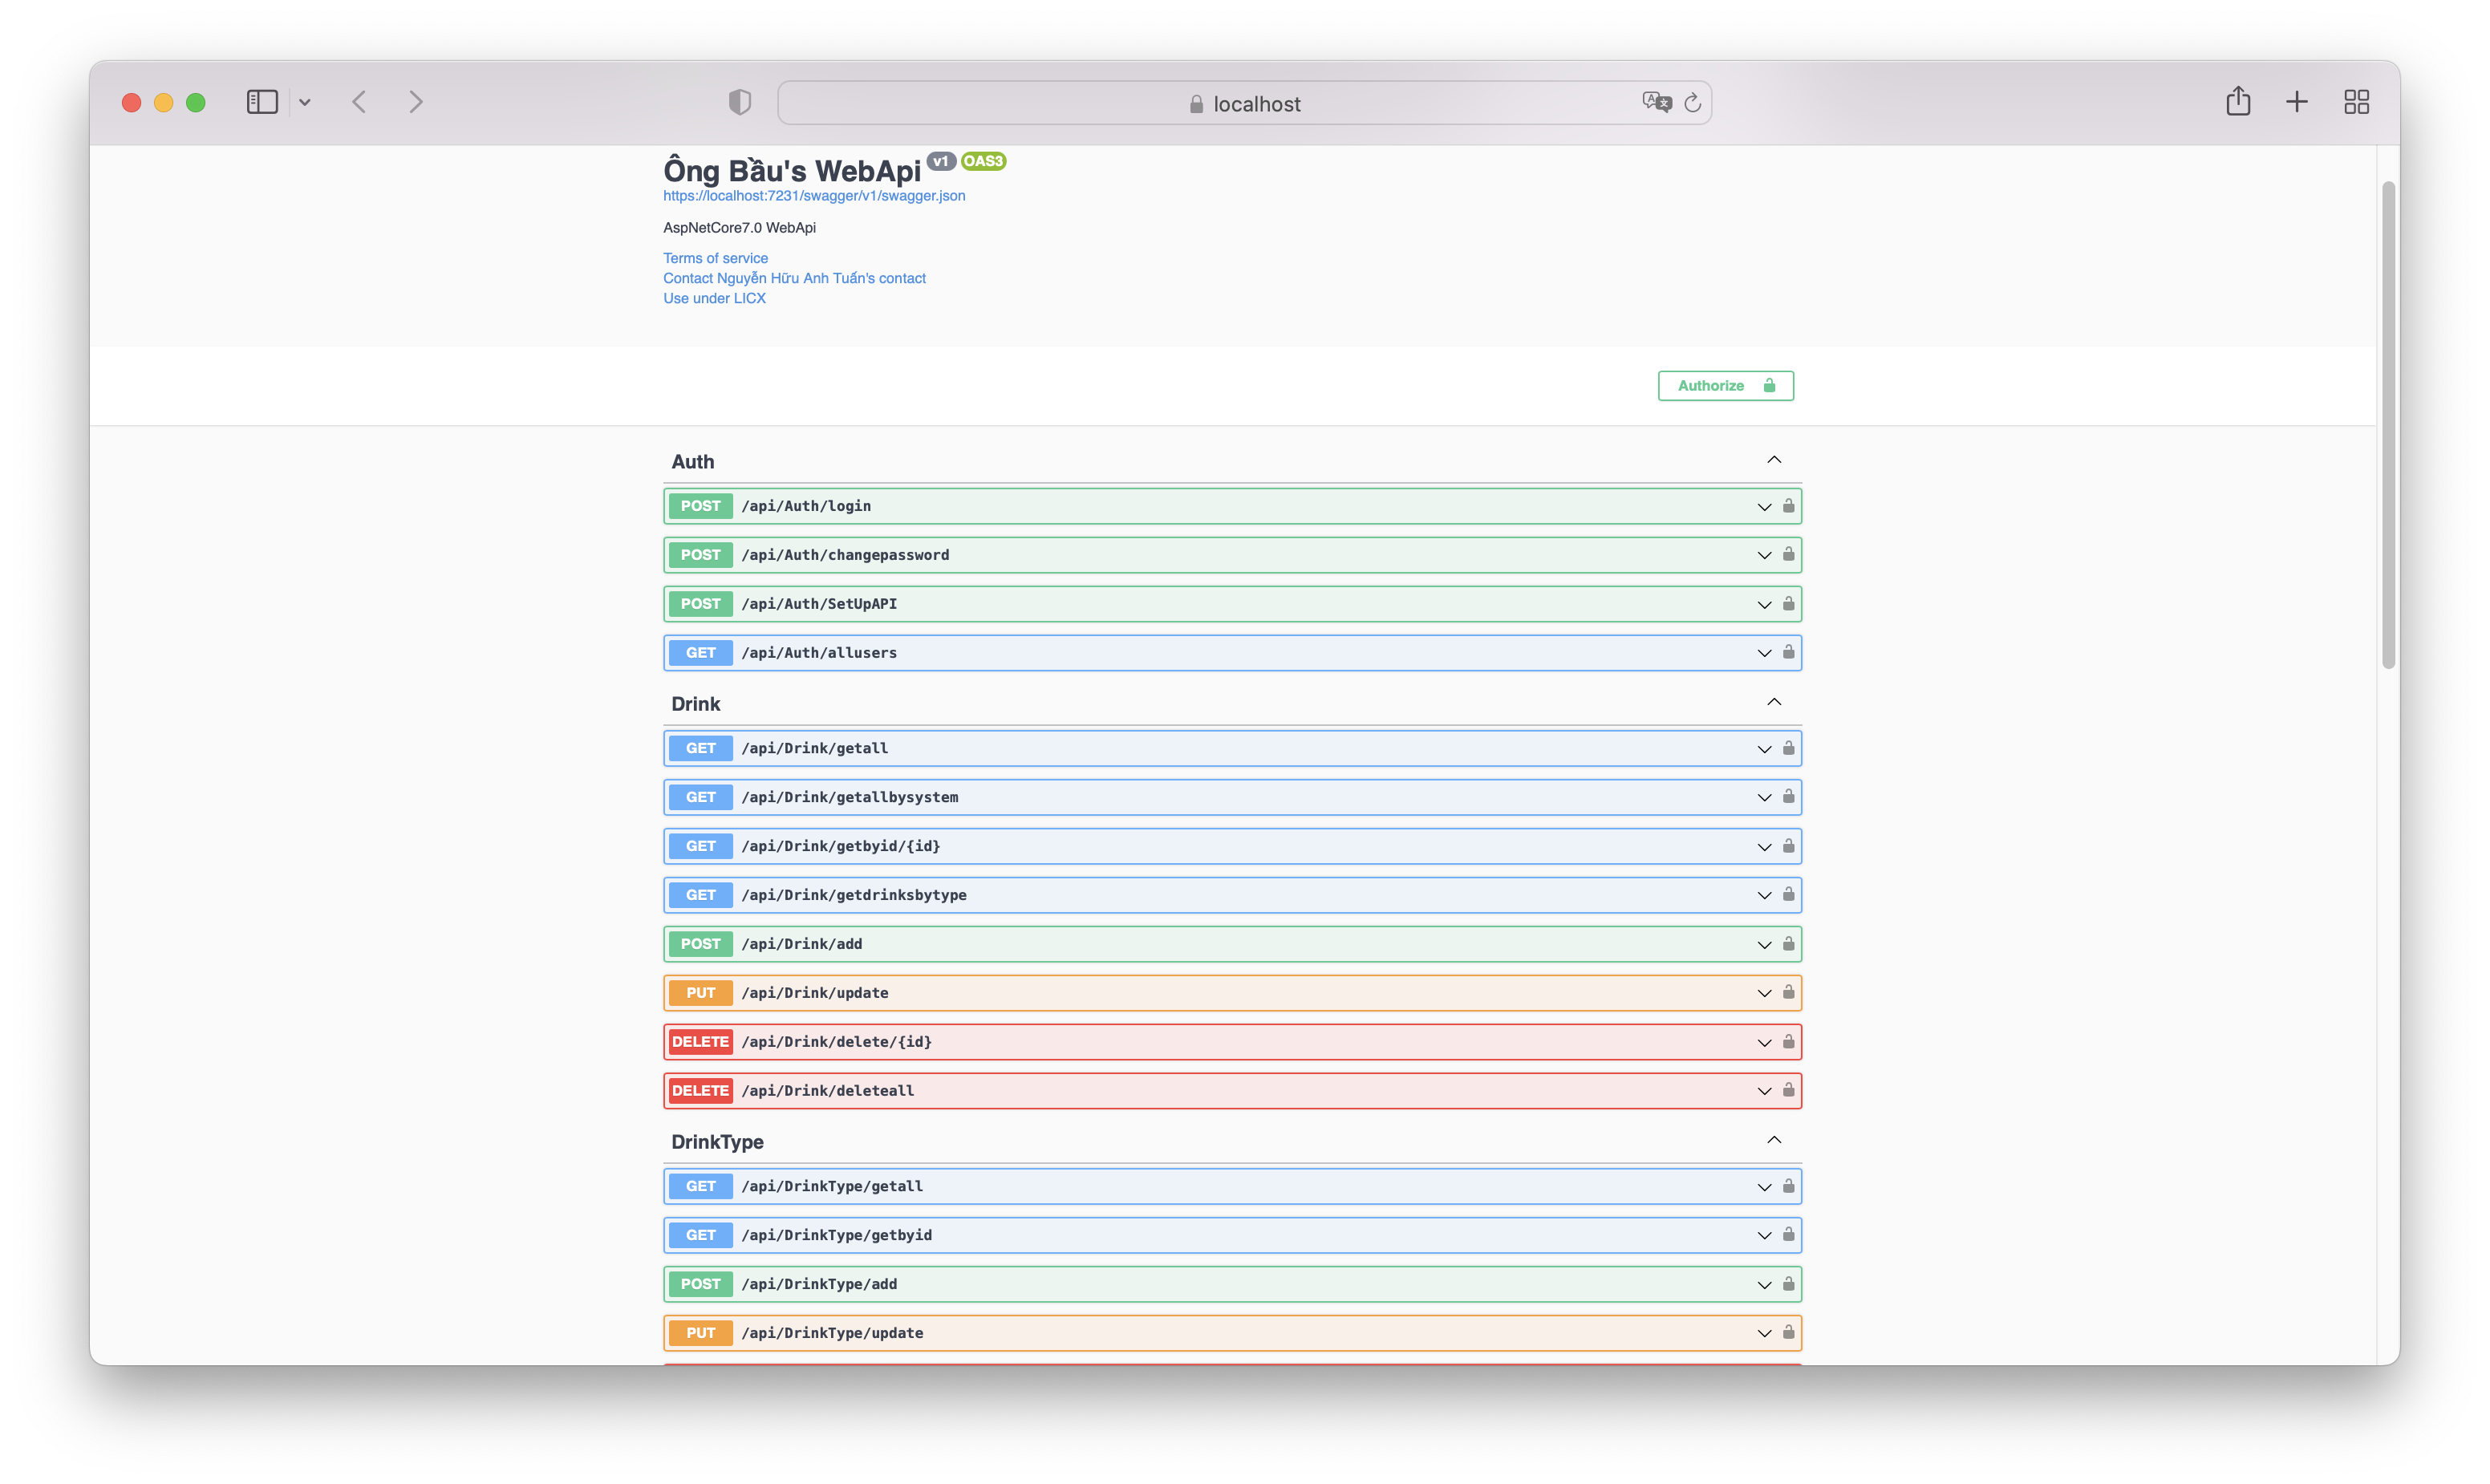 localhost
Ông Bầu's WebApi v1 OAS3
https://localhost:7231/swagger/v1/swagger.json
AspNetCore7.0 WebApi
Terms of service
Contact Nguyễn Hữu Anh Tuấn's contact
Use under LICX
Authorize
Auth
POST /api/Auth/login
POST /api/Auth/changepassword
POST /api/Auth/SetUpAPI
GET /api/Auth/allusers
Drink
GET /api/Drink/getall
GET /api/Drink/getallbysystem
GET /api/Drink/getbyid/{id}
GET /api/Drink/getdrinksbytype
POST /api/Drink/add
PUT /api/Drink/update
DELETE /api/Drink/delete/{id}
DELETE /api/Drink/deleteall
DrinkType
GET /api/DrinkType/getall
GET /api/DrinkType/getbyid
POST /api/DrinkType/add
PUT /api/DrinkType/update